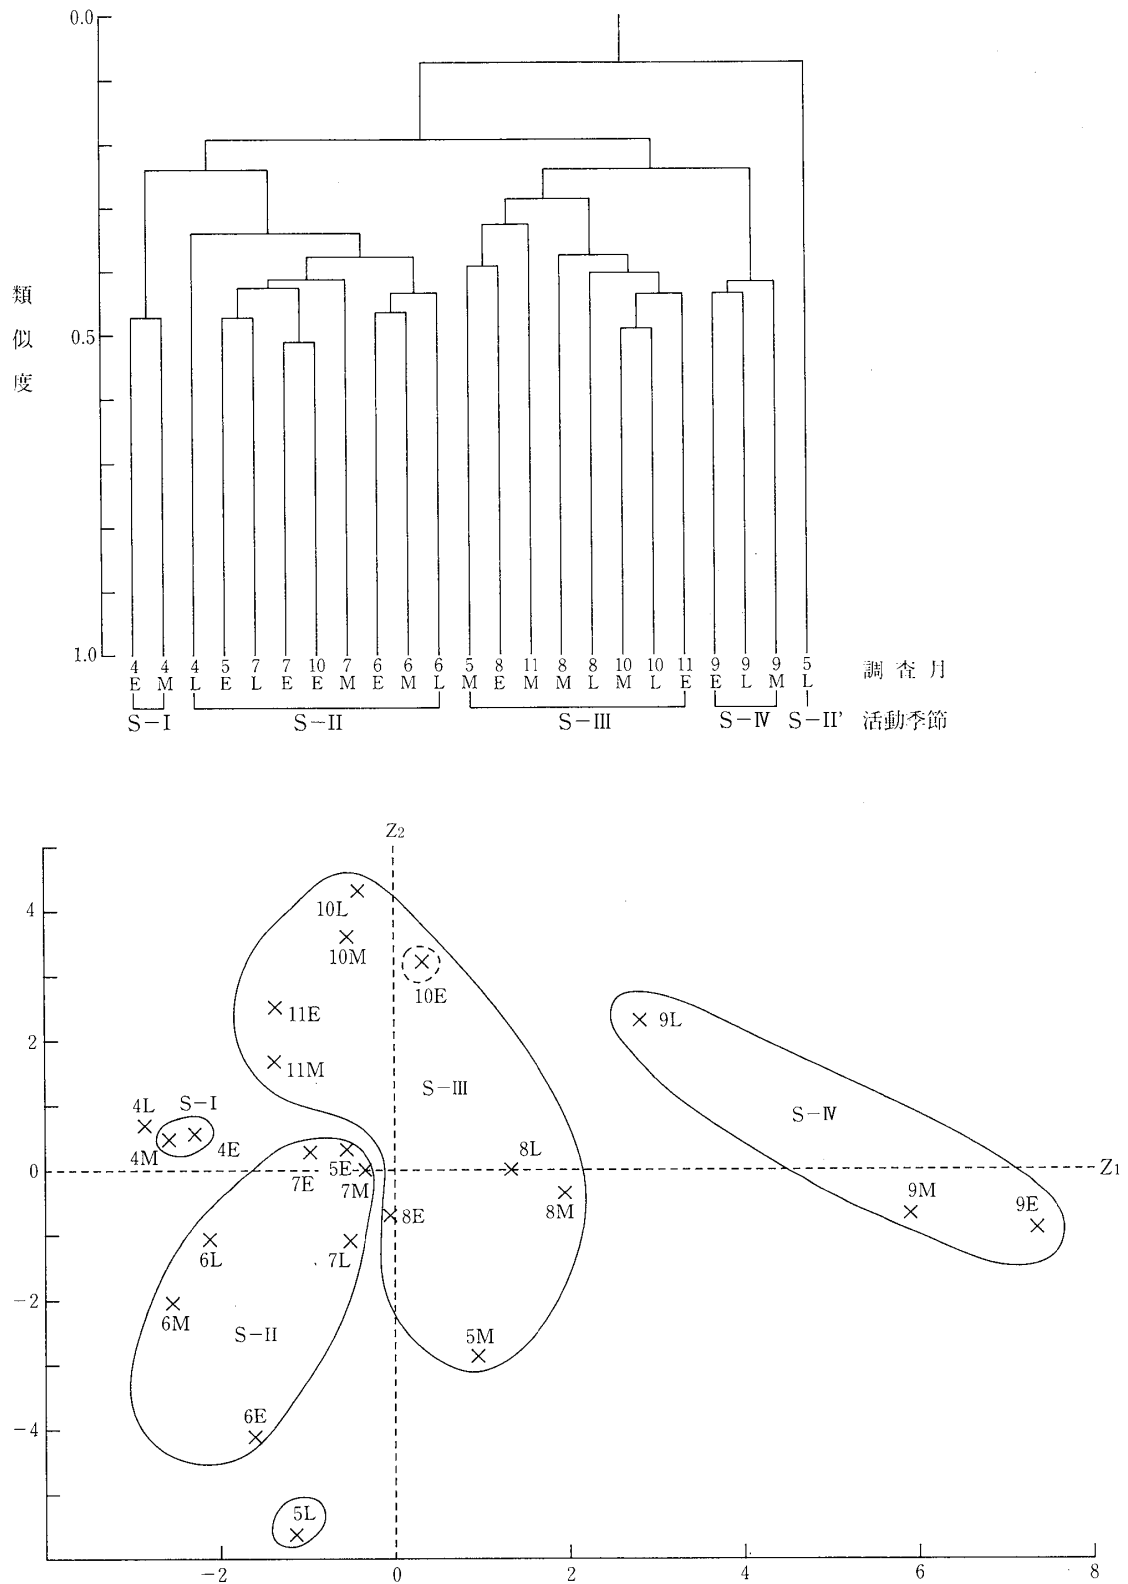 0.0
類
似
度
0.5
1.0
4 4 4 5 7 7 10 7 6 6 6 5 8 11 8 8 10 10 11 9 9 9 5
E M L E L E E M E M L M E M M L M L E E L M L
調査月
S-I S-II S-III S-IV S-II' 活動季節
Z2
4
10L
10M
10E
11E
2
9L
11M
S-III
4L S-I
S-IV
4M 4E
8L
0
5E
Z1
7E 7M
9M 9E
8E 8M
6L 7L
-2
6M S-II 5M
6E
-4
5L
-2 0 2 4 6 8